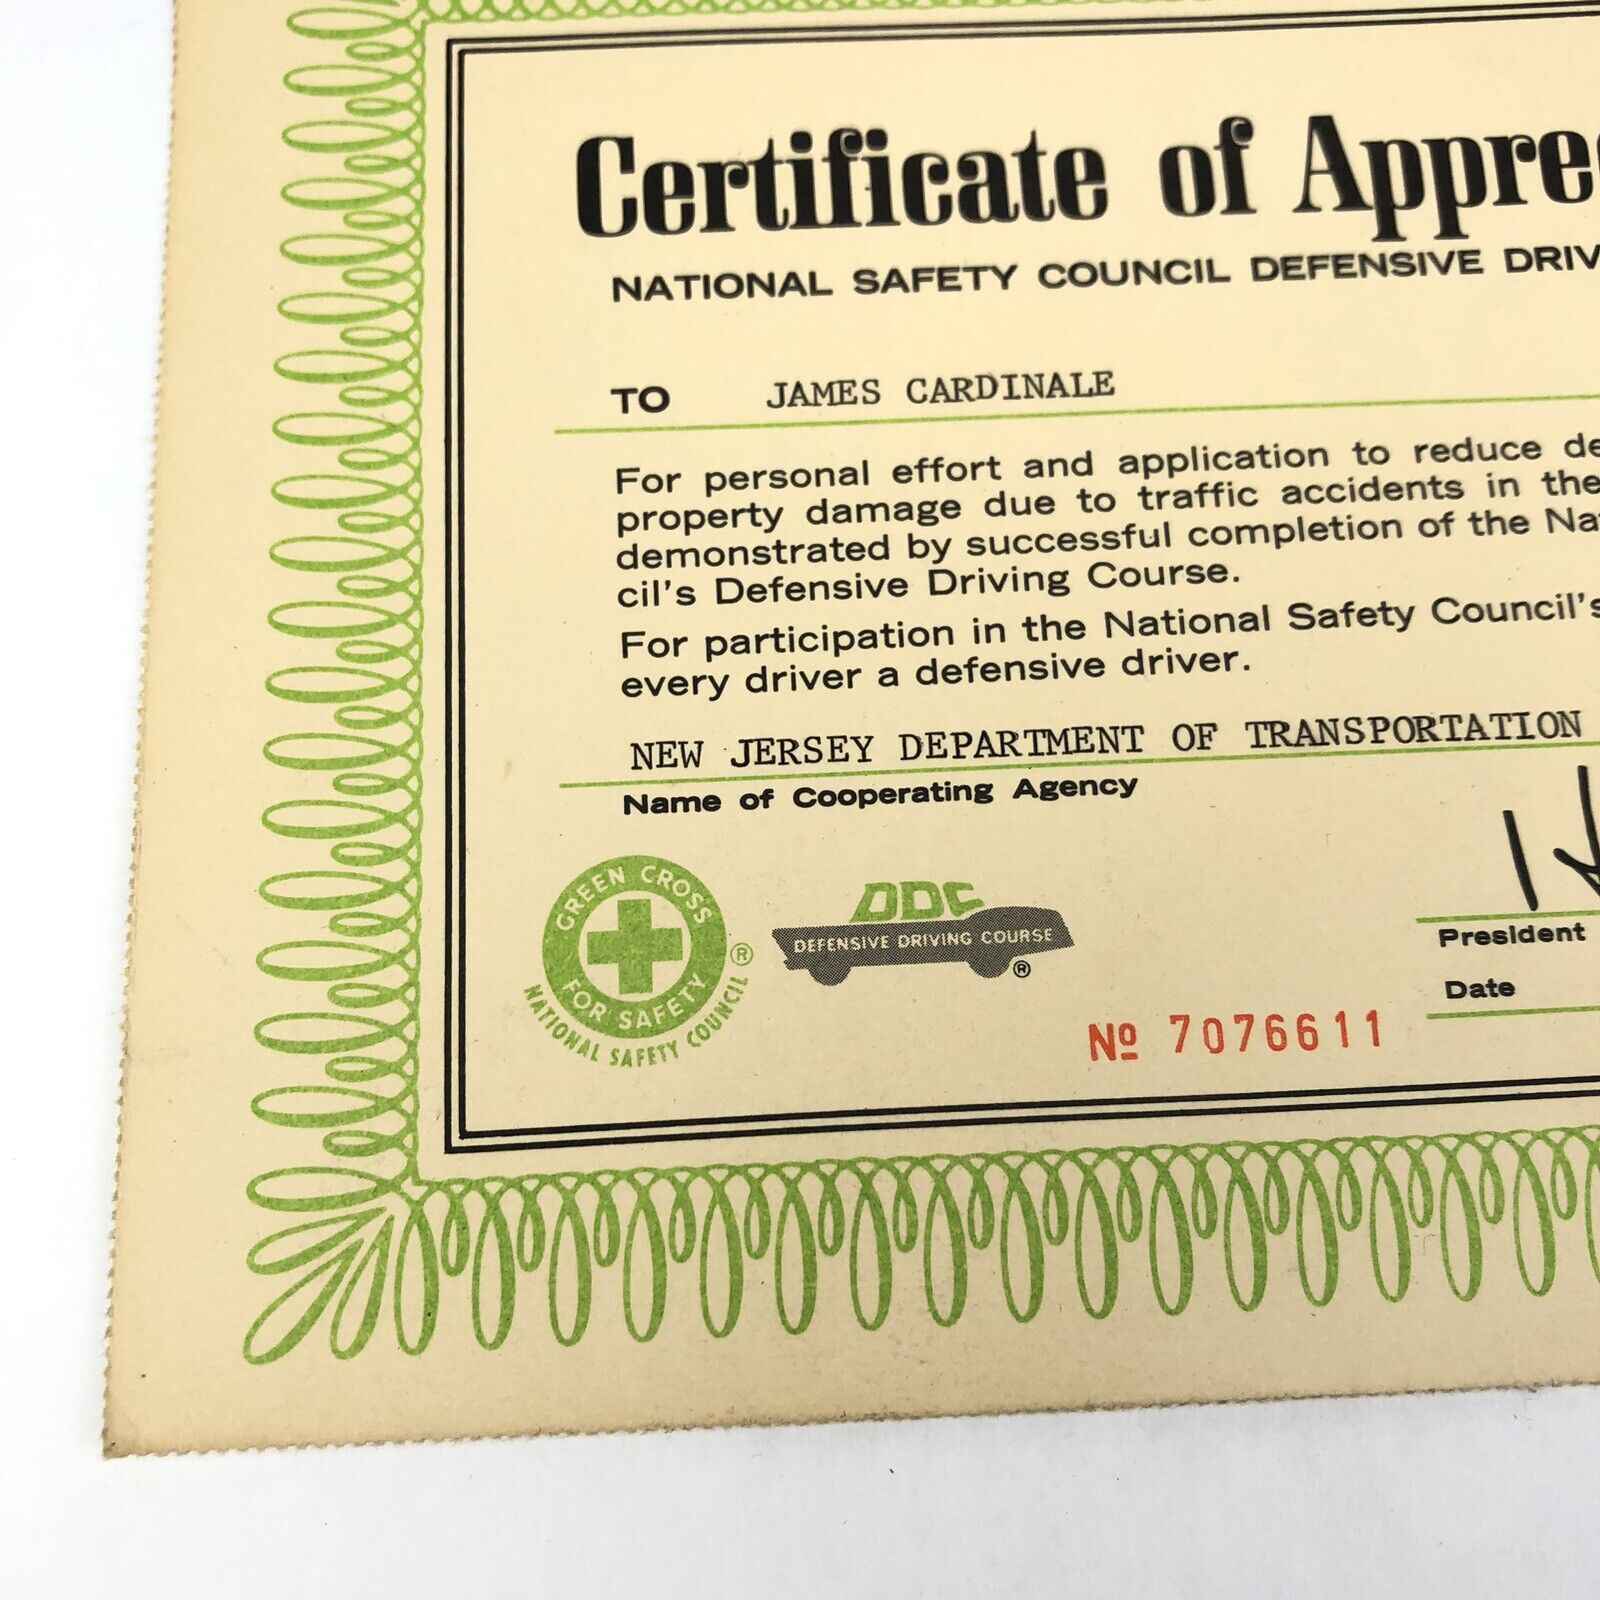 Certificate of Appre
NATIONAL SAFETY COUNCIL DEFENSIVE DRIV
TO JAMES CARDINALE
For personal effort and application to reduce de
property damage due to traffic accidents in the
demonstrated by successful completion of the Na
cil's Defensive Driving Course.
For participation in the National Safety Council's
every driver a defensive driver.
NEW JERSEY DEPARTMENT OF TRANSPORTATION
Name of Cooperating Agency
GREEN CROSS
FOR SAFETY
NATIONAL SAFETY COUNCIL ®
DDC
DEFENSIVE DRIVING COURSE
®
President
Date
Nº 7076611